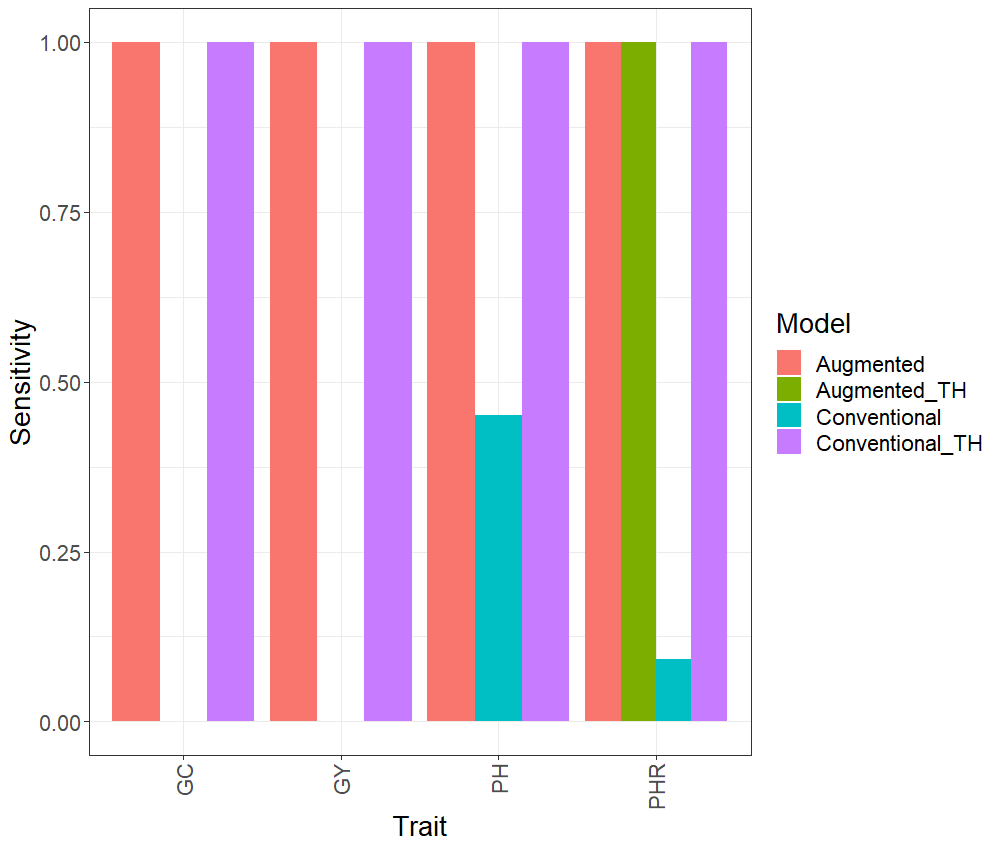 1.00
0.75
0.50
0.25
0.00
Sensitivity
GC
GY
PH
PHR
Trait
Model
Augmented
Augmented_TH
Conventional
Conventional_TH